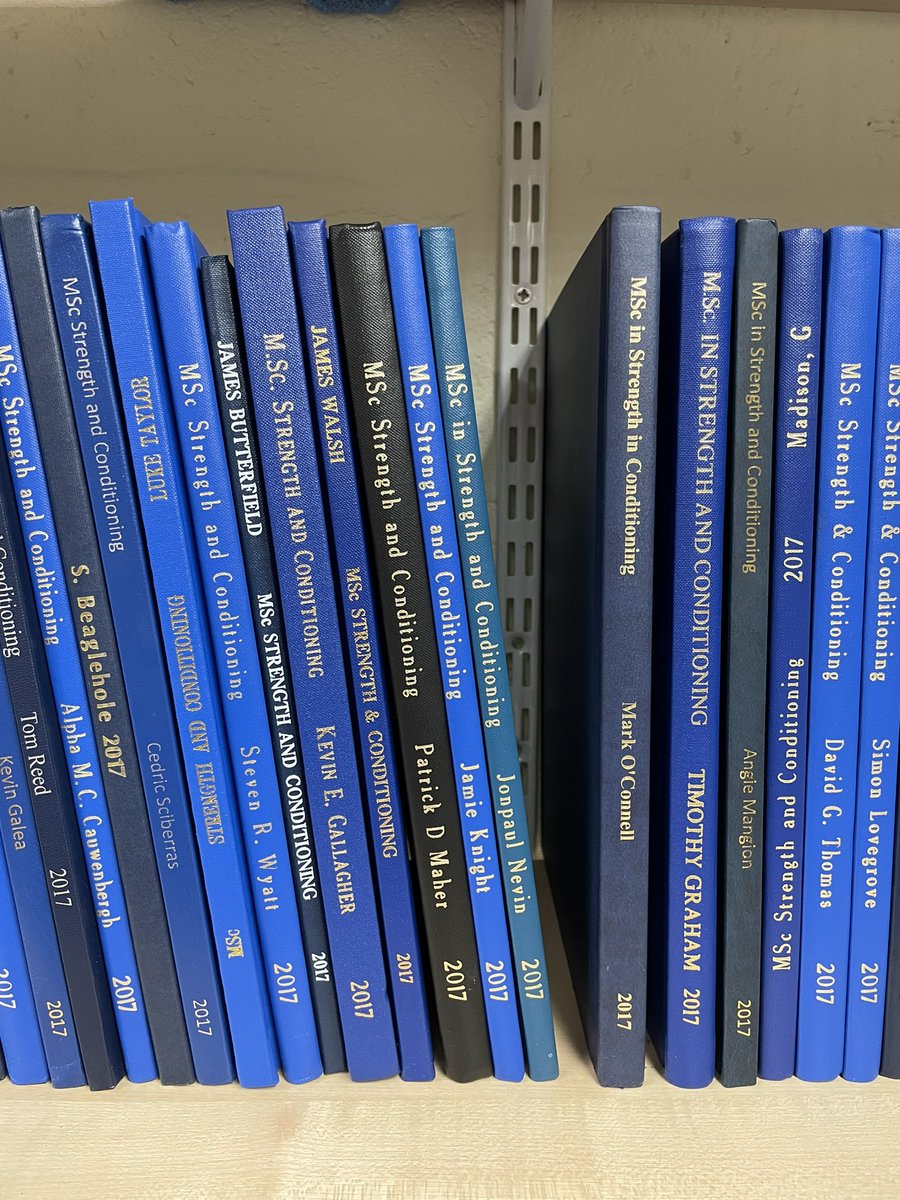 2017
d Conditioning Kevin Galea 2017
Tom Reed 2017
MSc Strength and Conditioning Alpha M.C. Cauwenbergh 2017
S. Beaglehole 2017
MSc Strength and Conditioning Cedric Sciberras 2017
LUKE TAYLOR STRENGTH AND CONDITIONING MSC
MSc Strength and Conditioning Steven R. Wyatt 2017
JAMES BUTTERFIELD MSC STRENGTH AND CONDITIONING 2017
M.SC. STRENGTH AND CONDITIONING KEVIN E. GALLAGHER 2017
JAMES WALSH MSC STRENGTH & CONDITIONING 2017
MSc Strength and Conditioning Patrick D Maher 2017
MSc Strength and Conditioning Jamie Knight 2017
MSc in Strength and Conditioning Jonpaul Nevin 2017
MSc in Strength in Conditioning Mark O'Connell 2017
M.Sc IN STRENGTH AND CONDITIONING TIMOTHY GRAHAM 2017
MSc in Strength and Conditioning Angie Mangion 2017
MSc Strength and Conditioning 2017 Madison, G
MSc Strength & Conditioning David G. Thomas 2017
MSc Strength & Conditioning Simon Lovegrove 2017